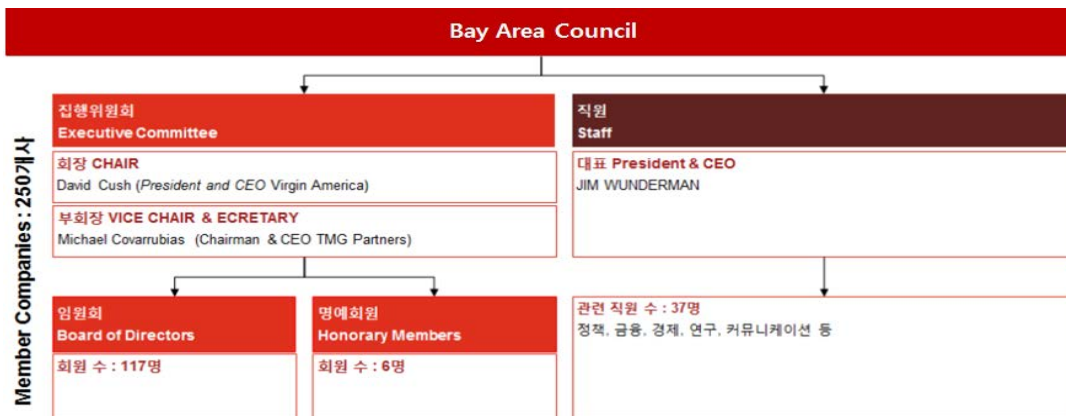 Bay Area Council
Member Companies : 250개사
집행위원회
Executive Committee
회장 CHAIR
David Cush (President and CEO Virgin America)
부회장 VICE CHAIR & ECRETARY
Michael Covarrubias (Chairman & CEO TMG Partners)
직원
Staff
대표 President & CEO
JIM WUNDERMAN
임원회
Board of Directors
회원 수 : 117명
명예회원
Honorary Members
회원 수 : 6명
관련 직원 수 : 37명
정책, 금융, 경제, 연구, 커뮤니케이션 등